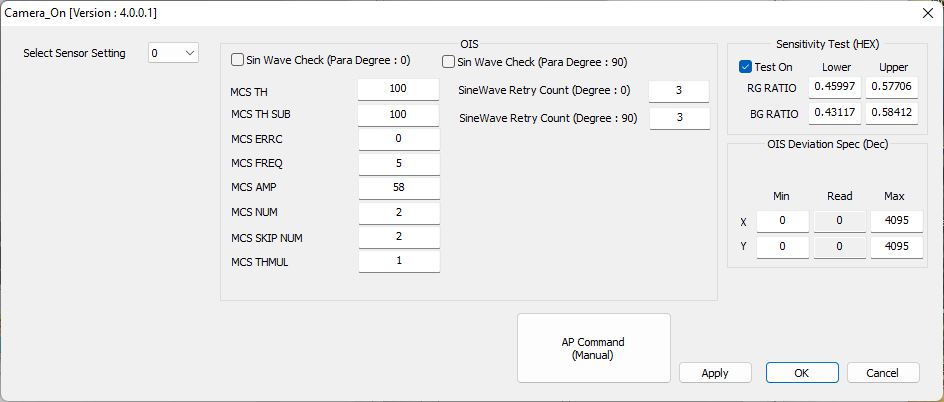 Camera_On [Version : 4.0.0.1]
Select Sensor Setting
0
OIS
Sin Wave Check (Para Degree : 0)
Sin Wave Check (Para Degree : 90)
MCS TH
100
MCS TH SUB
100
MCS ERRC
0
MCS FREQ
5
MCS AMP
58
MCS NUM
2
MCS SKIP NUM
2
MCS THMUL
1
SineWave Retry Count (Degree : 0)
3
SineWave Retry Count (Degree : 90)
3
Sensitivity Test (HEX)
Test On Lower Upper
RG RATIO 0.45997 0.57706
BG RATIO 0.43117 0.58412
OIS Deviation Spec (Dec)
Min Read Max
X 0 0 4095
Y 0 0 4095
AP Command
(Manual)
Apply
OK
Cancel